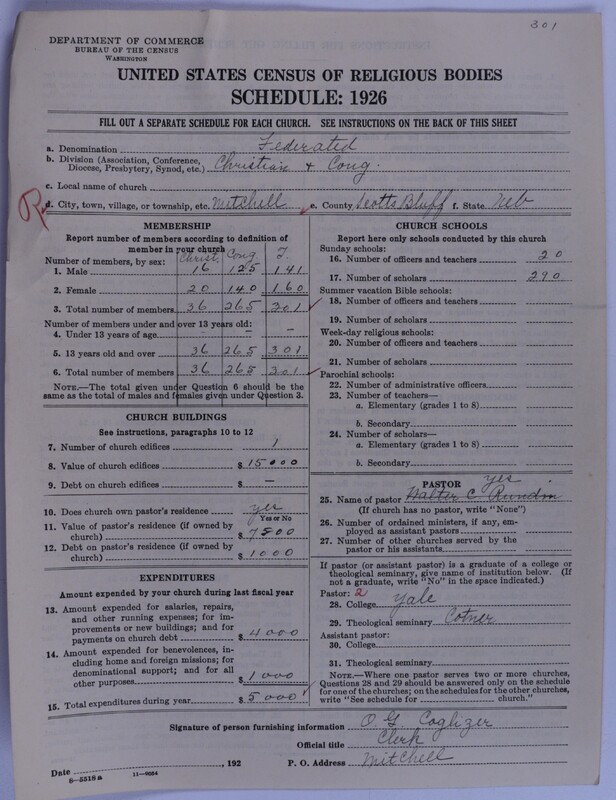 301
DEPARTMENT OF COMMERCE
BUREAU OF THE CENSUS
WASHINGTON
UNITED STATES CENSUS OF RELIGIOUS BODIES
SCHEDULE: 1926
FILL OUT A SEPARATE SCHEDULE FOR EACH CHURCH. SEE INSTRUCTIONS ON THE BACK OF THIS SHEET
a. Denomination Federated
b. Division (Association, Conference, Diocese, Presbytery, Synod, etc.) Christian + Cong.
c. Local name of church
R d. City, town, village, or township, etc. Mitchell e. County Scotts Bluff f. State Neb
MEMBERSHIP
Report number of members according to definition of
member in your church
Christ. Cong T.
Number of members, by sex:
1. Male 16 125 141
2. Female 20 140 160
3. Total number of members 36 265 301
Number of members under and over 13 years old:
4. Under 13 years of age - - -
5. 13 years old and over 36 265 301
6. Total number of members 36 265 301
NOTE.—The total given under Question 6 should be the
same as the total of males and females given under Question 3.
CHURCH BUILDINGS
See instructions, paragraphs 10 to 12
7. Number of church edifices 1
8. Value of church edifices $ 15000
9. Debt on church edifices $ -
10. Does church own pastor's residence yes
Yes or No
11. Value of pastor's residence (if owned by
church) $ 7500
12. Debt on pastor's residence (if owned by
church) $ 1000
EXPENDITURES
Amount expended by your church during last fiscal year
13. Amount expended for salaries, repairs,
and other running expenses; for im-
provements or new buildings; and for
payments on church debt $ 4000
14. Amount expended for benevolences, in-
cluding home and foreign missions; for
denominational support; and for all
other purposes $ 1000
15. Total expenditures during year $ 5000
CHURCH SCHOOLS
Report here only schools conducted by this church
Sunday schools:
16. Number of officers and teachers 20
17. Number of scholars 290
Summer vacation Bible schools:
18. Number of officers and teachers
19. Number of scholars
Week-day religious schools:
20. Number of officers and teachers
21. Number of scholars
Parochial schools:
22. Number of administrative officers
23. Number of teachers—
a. Elementary (grades 1 to 8)
b. Secondary
24. Number of scholars—
a. Elementary (grades 1 to 8)
b. Secondary
PASTOR yes
25. Name of pastor Walter C Rundin
(If church has no pastor, write "None")
26. Number of ordained ministers, if any, em-
ployed as assistant pastors
27. Number of other churches served by the
pastor or his assistants
If pastor (or assistant pastor) is a graduate of a college or
theological seminary, give name of institution below. (If
not a graduate, write "No" in the space indicated.)
Pastor: 2
28. College Yale
29. Theological seminary Cotner
Assistant pastor:
30. College
31. Theological seminary
NOTE.—Where one pastor serves two or more churches,
Questions 28 and 29 should be answered only on the schedule
for one of the churches; on the schedules for the other churches,
write "See schedule for church."
Signature of person furnishing information O G Coglizer
Official title Clerk
Date , 192 P. O. Address Mitchell
8-5518a 11-9084